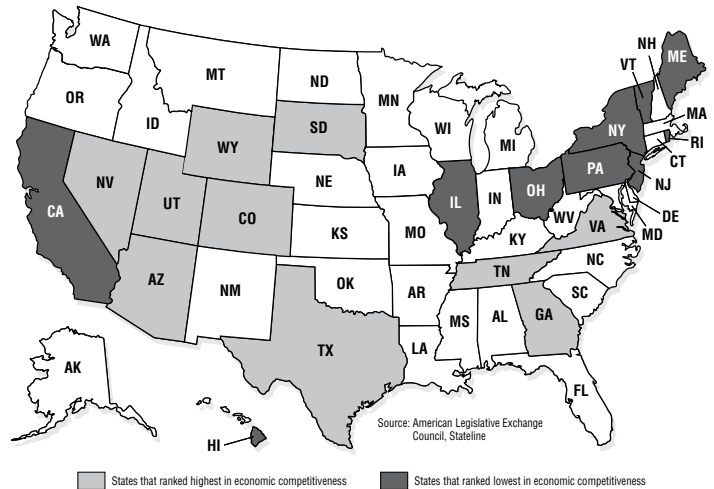 WA
NH
ME
VT
MT
ND
MN
OR
MA
ID
SD
WI
MI
NY
RI
WY
CT
IA
PA
NJ
NE
NV
OH
IL
IN
UT
DE
CA
CO
WV
MD
VA
KS
MO
KY
NC
TN
AZ
OK
NM
AR
SC
MS
AL
GA
TX
LA
AK
FL
Source: American Legislative Exchange
Council, Stateline
HI
States that ranked highest in economic competitiveness
States that ranked lowest in economic competitiveness